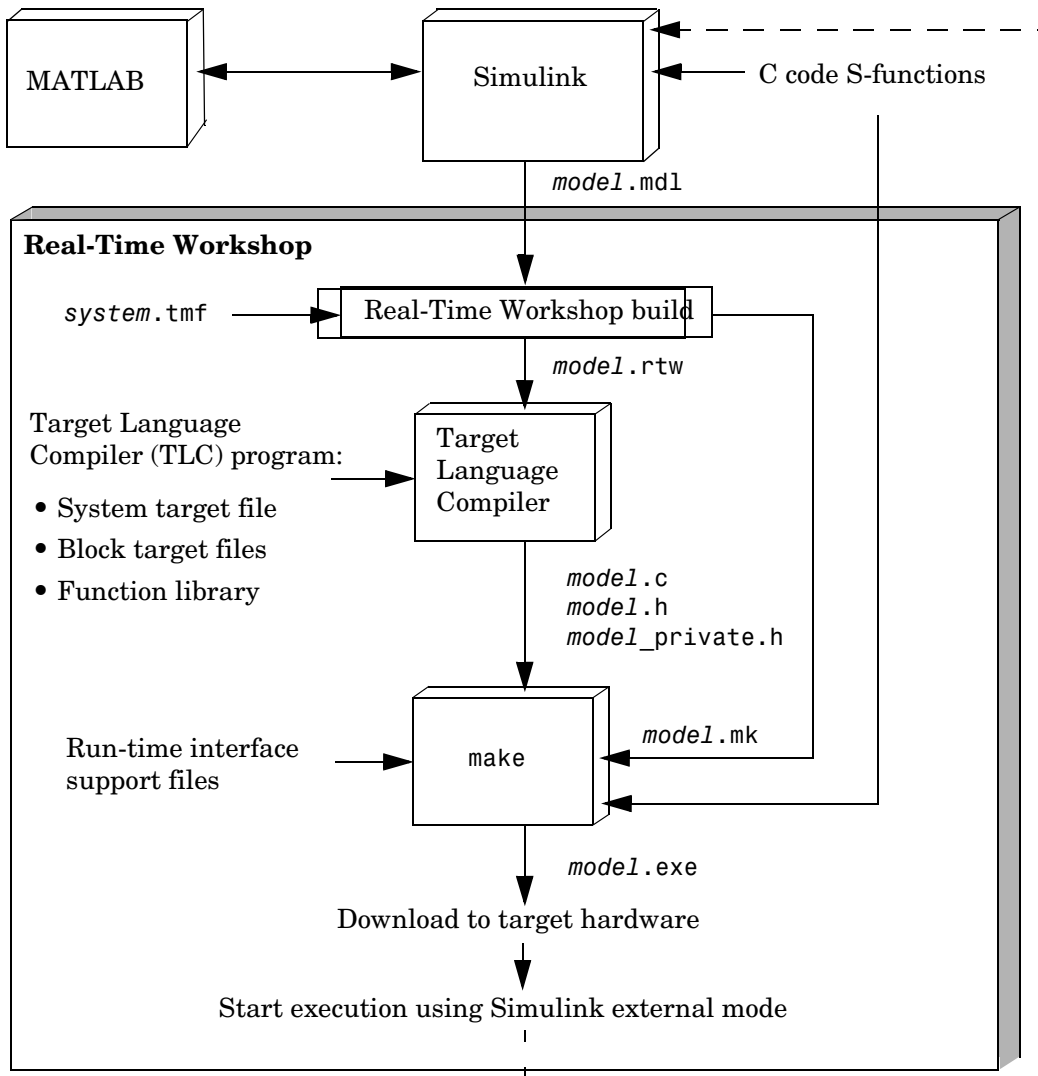 MATLAB
Simulink
C code S-functions
model.mdl
Real-Time Workshop
system.tmf
Real-Time Workshop build
model.rtw
Target Language
Compiler (TLC) program:
• System target file
• Block target files
• Function library
Target
Language
Compiler
model.c
model.h
model_private.h
Run-time interface
support files
make
model.mk
model.exe
Download to target hardware
Start execution using Simulink external mode